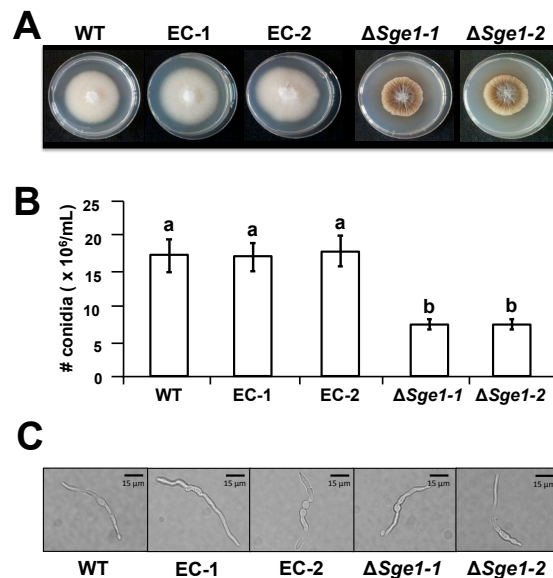 A
WT EC-1 EC-2 ΔSge1-1 ΔSge1-2
B
# conidia ( x 10⁶/mL)
25
20
15
10
5
0
a a a b b
WT EC-1 EC-2 ΔSge1-1 ΔSge1-2
C
15 µm 15 µm 15 µm 15 µm 15 µm
WT EC-1 EC-2 ΔSge1-1 ΔSge1-2